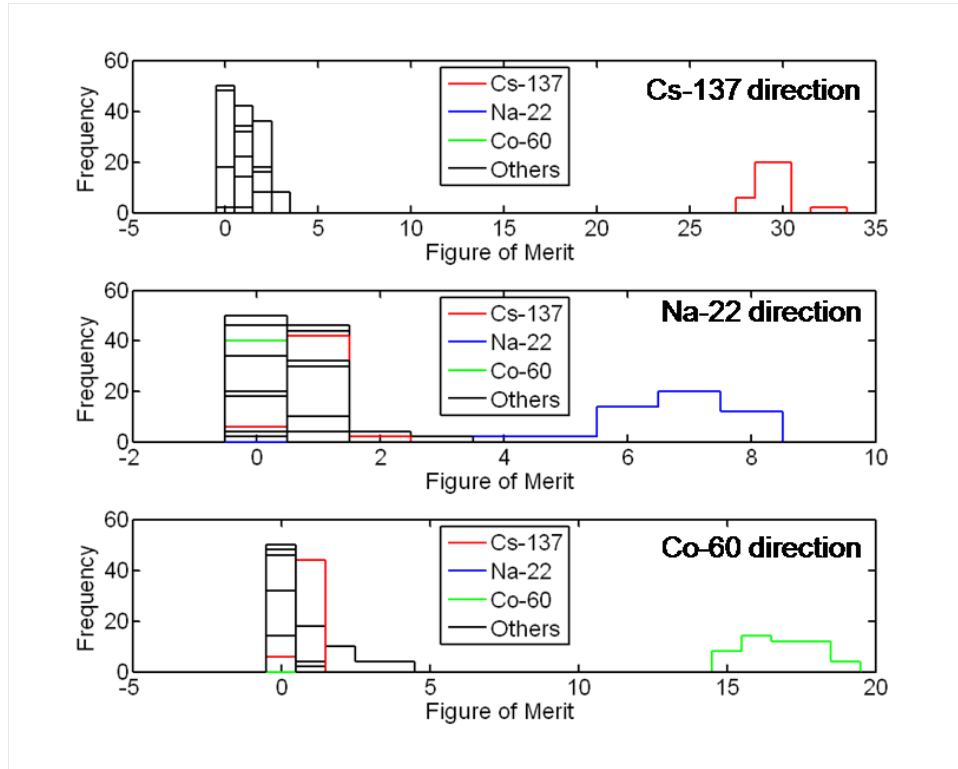 60
40
20
0
Frequency
Cs-137
Na-22
Co-60
Others
Cs-137 direction
-5 0 5 10 15 20 25 30 35
Figure of Merit
60
40
20
0
Frequency
Cs-137
Na-22
Co-60
Others
Na-22 direction
-2 0 2 4 6 8 10
Figure of Merit
60
40
20
0
Frequency
Cs-137
Na-22
Co-60
Others
Co-60 direction
-5 0 5 10 15 20
Figure of Merit